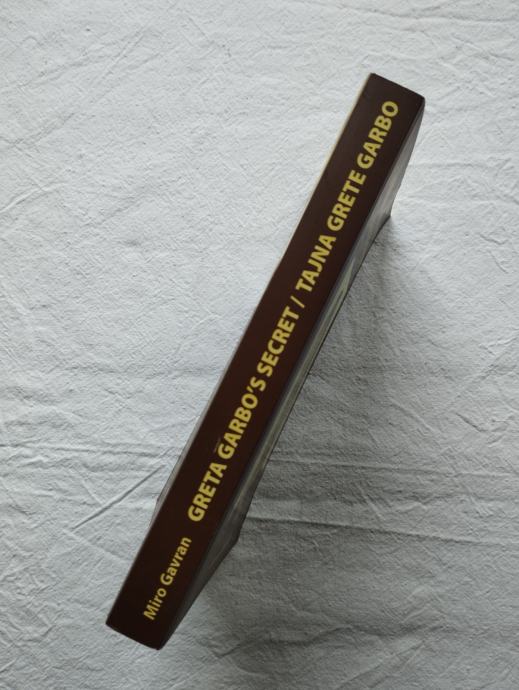 Miro Gavran GRETA GARBO'S SECRET / TAJNA GRETE GARBO